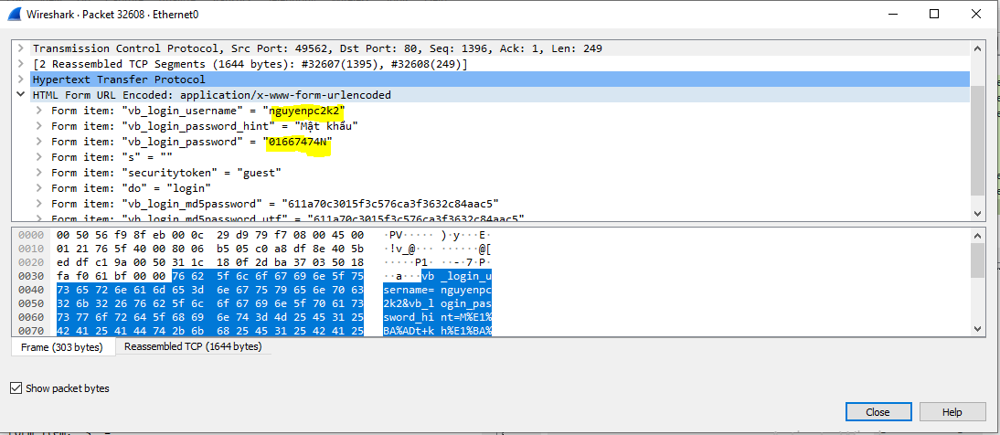 Wireshark · Packet 32608 · Ethernet0
Transmission Control Protocol, Src Port: 49562, Dst Port: 80, Seq: 1396, Ack: 1, Len: 249
[2 Reassembled TCP Segments (1644 bytes): #32607(1395), #32608(249)]
Hypertext Transfer Protocol
HTML Form URL Encoded: application/x-www-form-urlencoded
Form item: "vb_login_username" = "nguyenpc2k2"
Form item: "vb_login_password_hint" = "Mật khẩu"
Form item: "vb_login_password" = "01667474N"
Form item: "s" = ""
Form item: "securitytoken" = "guest"
Form item: "do" = "login"
Form item: "vb_login_md5password" = "611a70c3015f3c576ca3f3632c84aac5"
Form item: "vb_login_md5password_utf" = "611a70c3015f3c576ca3f3632c84aac5"
0000 00 50 56 f9 8f eb 00 0c 29 d9 79 f7 08 00 45 00 ·PV·····)·y···E·
0010 01 21 76 5f 40 00 80 06 b5 05 c0 a8 df 8e 40 5b ·!v_@·········@[
0020 ed df c1 9a 00 50 31 1c 18 0f 2d ba 37 03 50 18 ·····P1···-·7·P·
0030 fa f0 61 bf 00 00 76 62 5f 6c 6f 67 69 6e 5f 75 ··a···vb_login_u
0040 73 65 72 6e 61 6d 65 3d 6e 67 75 79 65 6e 70 63 sername=nguyenpc
0050 32 6b 32 26 76 62 5f 6c 6f 67 69 6e 5f 70 61 73 2k2&vb_login_pas
0060 73 77 6f 72 64 5f 68 69 6e 74 3d 4d 25 45 31 25 sword_hint=M%E1%
0070 42 41 25 41 44 74 2b 6b 68 25 45 31 25 42 41 25 BA%ADt+kh%E1%BA%
Frame (303 bytes)
Reassembled TCP (1644 bytes)
Show packet bytes
Close
Help